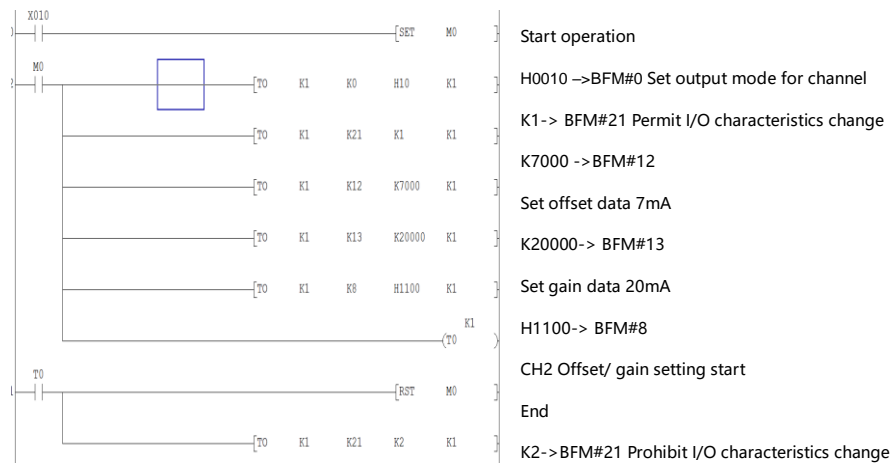 X010
[SET M0 ]
Start operation
M0
[TO K1 K0 H10 K1 ]
H0010 –>BFM#0 Set output mode for channel
[TO K1 K21 K1 K1 ]
K1-> BFM#21 Permit I/O characteristics change
K7000 ->BFM#12
[TO K1 K12 K7000 K1 ]
Set offset data 7mA
[TO K1 K13 K20000 K1 ]
K20000-> BFM#13
[TO K1 K8 H1100 K1 ]
Set gain data 20mA
K1
(T0 )
H1100-> BFM#8
CH2 Offset/ gain setting start
T0
[RST M0 ]
End
[TO K1 K21 K2 K1 ]
K2->BFM#21 Prohibit I/O characteristics change